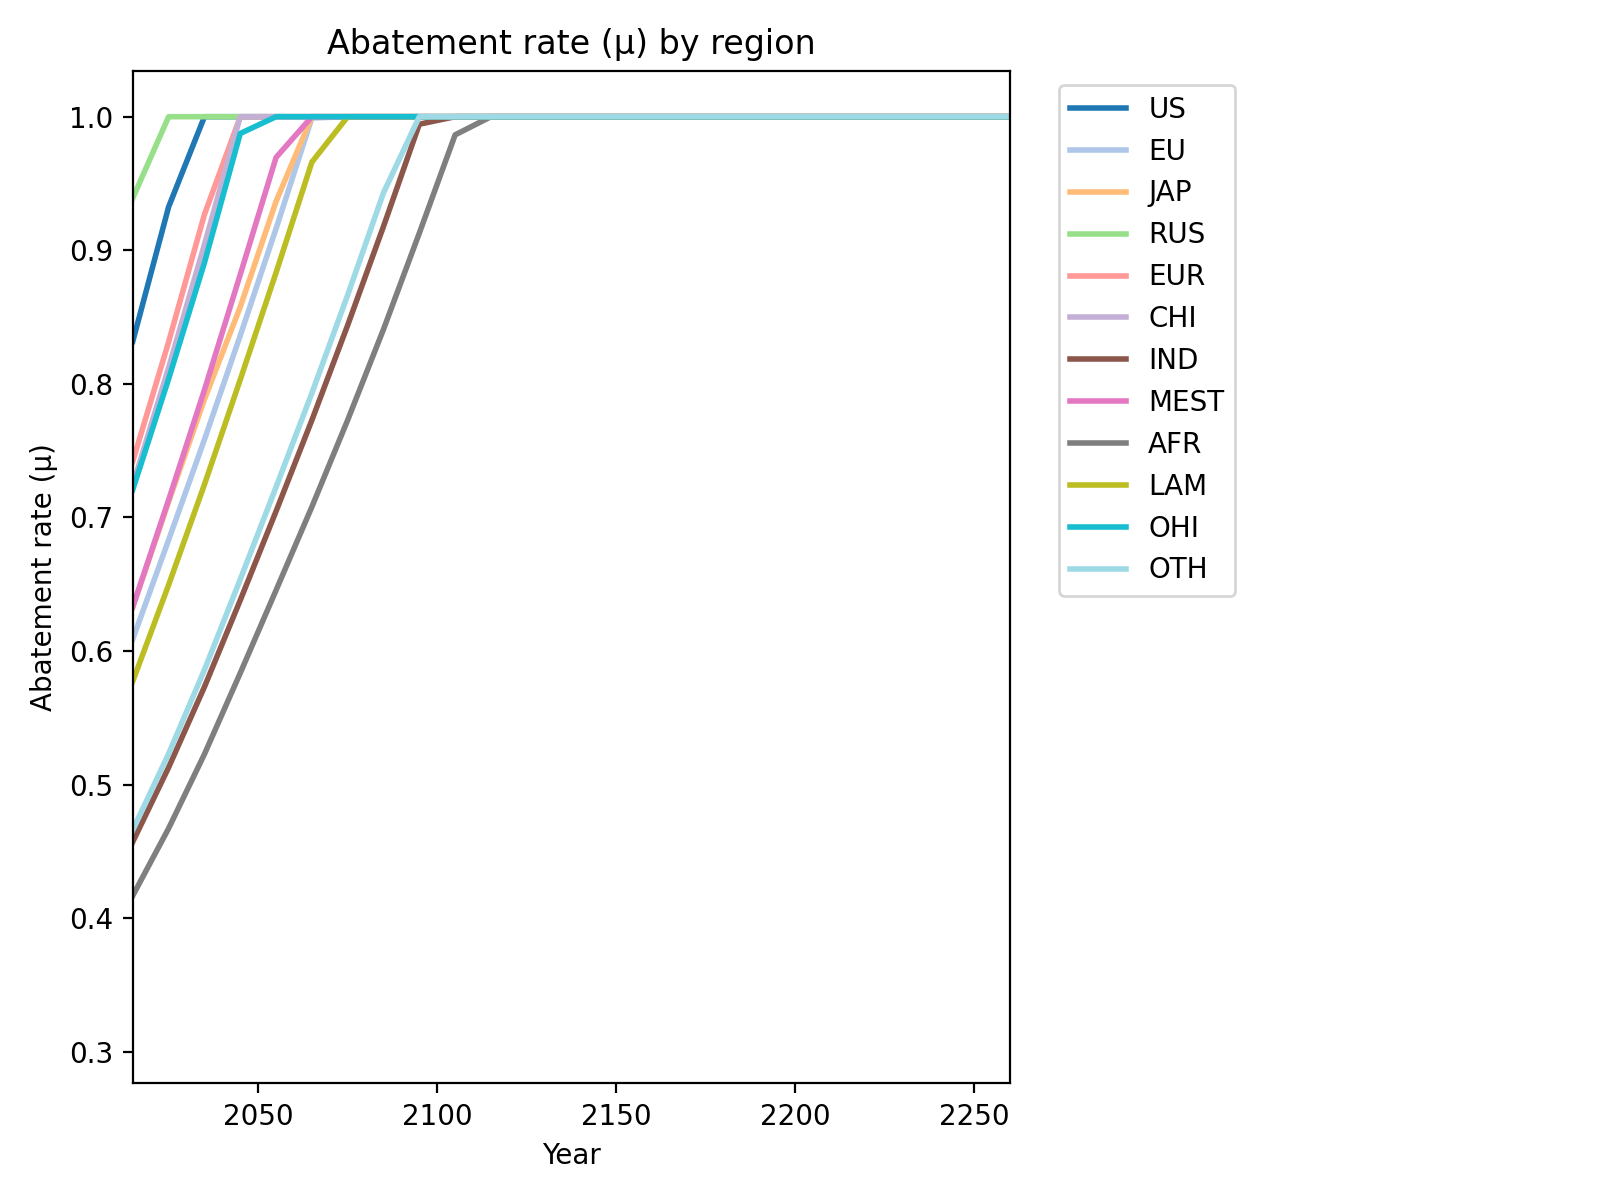 Abatement rate (μ) by region
1.0
0.9
0.8
0.7
0.6
0.5
0.4
0.3
Abatement rate (μ)
2050 2100 2150 2200 2250
Year
US
EU
JAP
RUS
EUR
CHI
IND
MEST
AFR
LAM
OHI
OTH